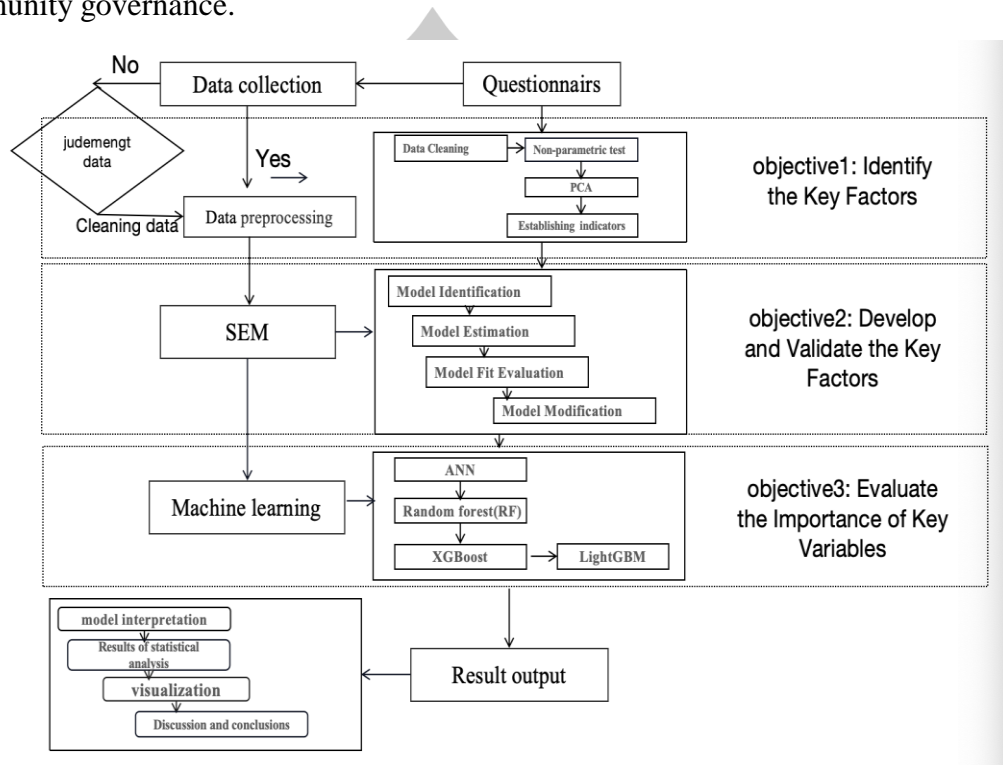 munity governance.
No
Data collection
Questionnairs
judemengt
data
Yes
Cleaning data
Data preprocessing
Data Cleaning
Non-parametric test
PCA
Establishing indicators
objective1: Identify
the Key Factors
SEM
Model Identification
Model Estimation
Model Fit Evaluation
Model Modification
objective2: Develop
and Validate the Key
Factors
Machine learning
ANN
Random forest(RF)
XGBoost
LightGBM
objective3: Evaluate
the Importance of Key
Variables
model interpretation
Results of statistical
analysis
visualization
Discussion and conclusions
Result output